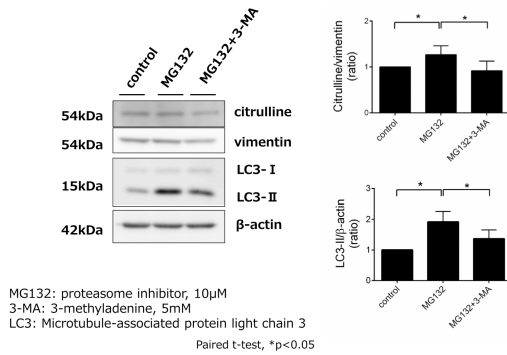 control
MG132
MG132+3-MA
54kDa
citrulline
54kDa
vimentin
LC3-Ⅰ
15kDa
LC3-Ⅱ
42kDa
β-actin
MG132: proteasome inhibitor, 10μM
3-MA: 3-methyladenine, 5mM
LC3: Microtubule-associated protein light chain 3
Paired t-test, *p<0.05
Citrulline/vimentin
(ratio)
2
1
0
*
*
control
MG132
MG132+3-MA
LC3-II/β-actin
(ratio)
3
2
1
0
*
*
control
MG132
MG132+3-MA